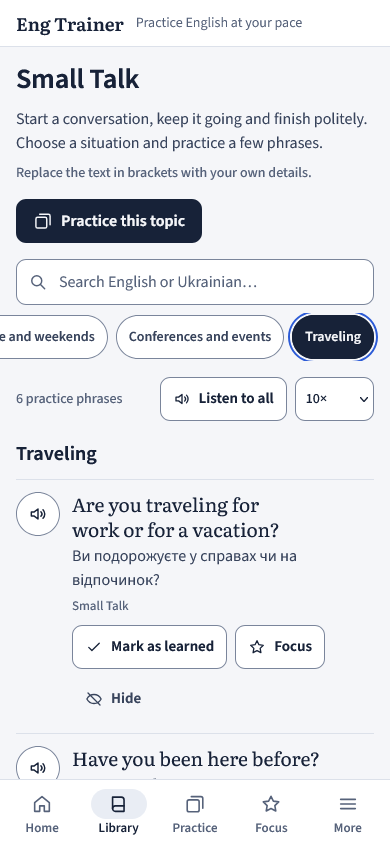 Eng Trainer Practice English at your pace
Small Talk
Start a conversation, keep it going and finish politely.
Choose a situation and practice a few phrases.
Replace the text in brackets with your own details.
Practice this topic
Search English or Ukrainian…
e and weekends Conferences and events Traveling
6 practice phrases Listen to all 10×
Traveling
Are you traveling for
work or for a vacation?
Ви подорожуєте у справах чи на
відпочинок?
Small Talk
Mark as learned Focus
Hide
Have you been here before?
Home Library Practice Focus More